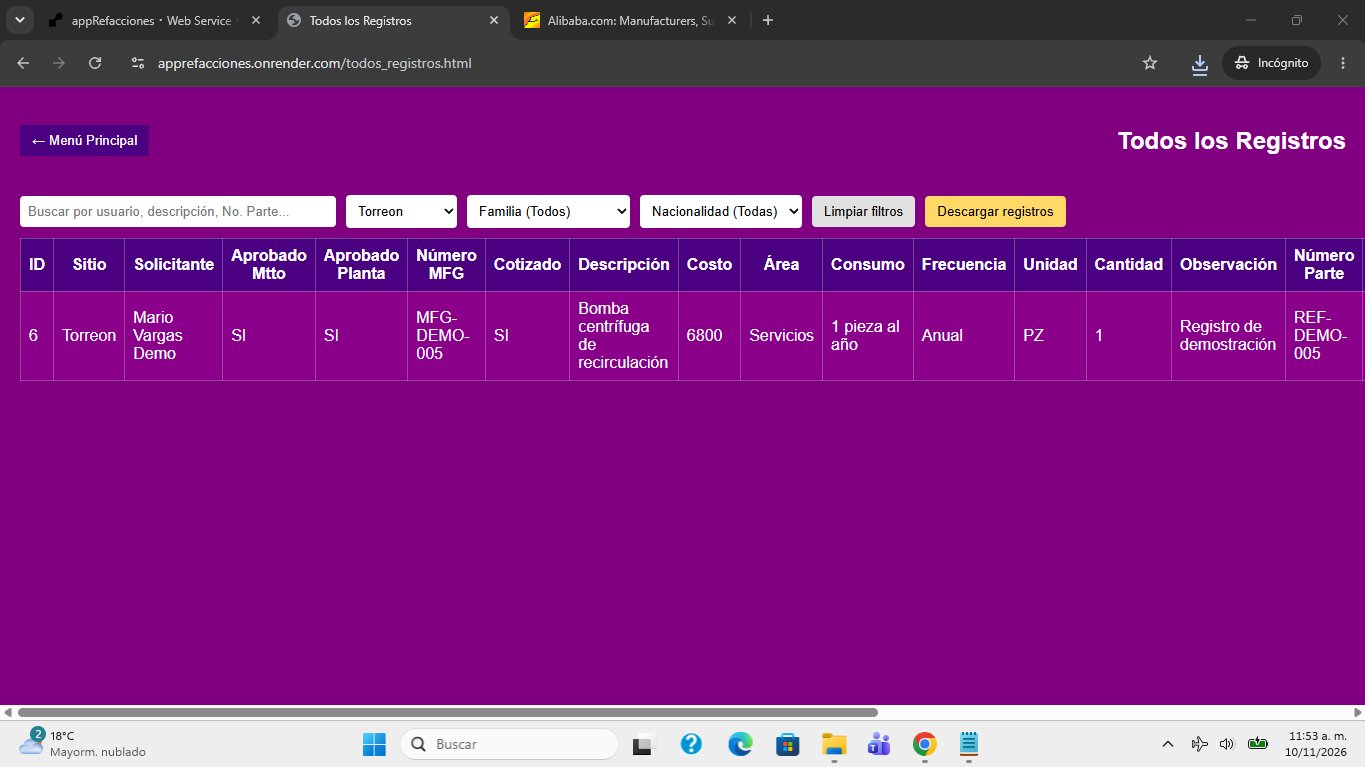 appRefacciones · Web Service
Todos los Registros
Alibaba.com: Manufacturers, Su
apprefacciones.onrender.com/todos_registros.html
Incógnito
← Menú Principal
Todos los Registros
Buscar por usuario, descripción, No. Parte...
Torreon
Familia (Todos)
Nacionalidad (Todas)
Limpiar filtros
Descargar registros
ID
Sitio
Solicitante
Aprobado
Mtto
Aprobado
Planta
Número
MFG
Cotizado
Descripción
Costo
Área
Consumo
Frecuencia
Unidad
Cantidad
Observación
Número
Parte
6
Torreon
Mario
Vargas
Demo
SI
SI
MFG-
DEMO-
005
SI
Bomba
centrífuga
de
recirculación
6800
Servicios
1 pieza al
año
Anual
PZ
1
Registro de
demostración
REF-
DEMO-
005
2
18°C
Mayorm. nublado
Buscar
11:53 a. m.
10/11/2026